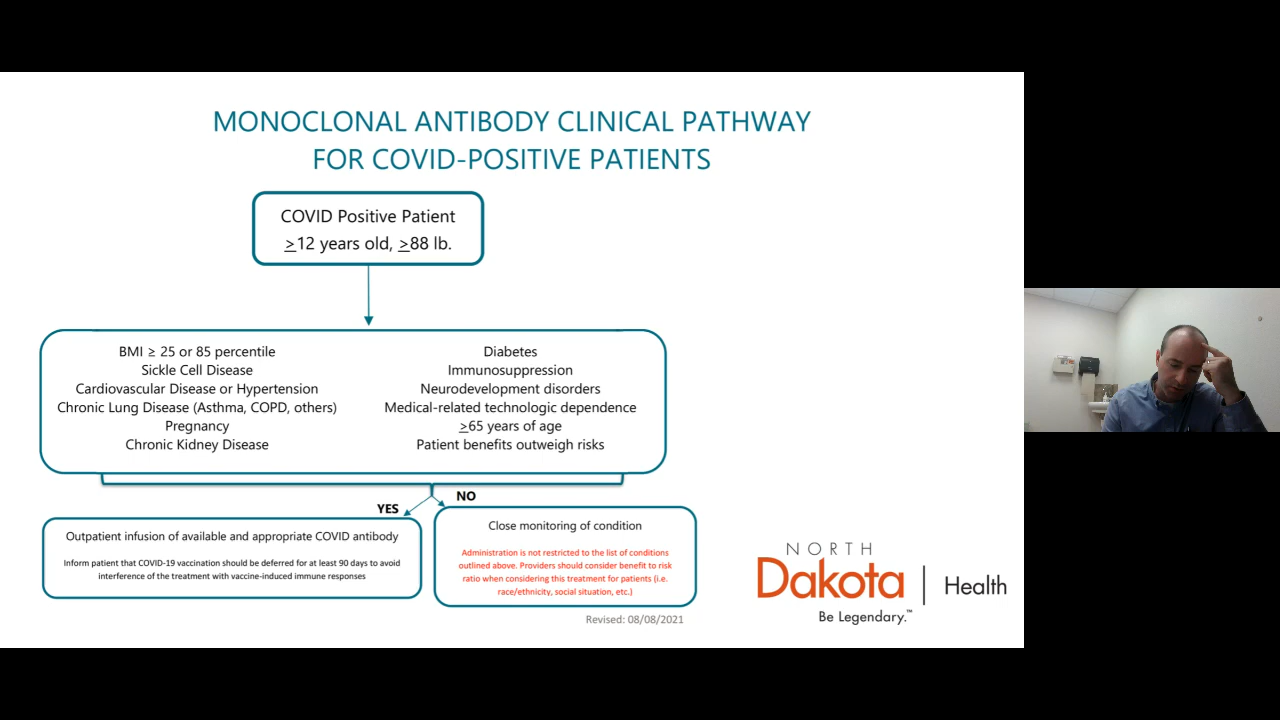 MONOCLONAL ANTIBODY CLINICAL PATHWAY
FOR COVID-POSITIVE PATIENTS
COVID Positive Patient
≥12 years old, ≥88 lb.
BMI ≥ 25 or 85 percentile
Sickle Cell Disease
Cardiovascular Disease or Hypertension
Chronic Lung Disease (Asthma, COPD, others)
Pregnancy
Chronic Kidney Disease
Diabetes
Immunosuppression
Neurodevelopment disorders
Medical-related technologic dependence
≥65 years of age
Patient benefits outweigh risks
YES
NO
Outpatient infusion of available and appropriate COVID antibody
Inform patient that COVID-19 vaccination should be deferred for at least 90 days to avoid
interference of the treatment with vaccine-induced immune responses
Close monitoring of condition
Administration is not restricted to the list of conditions
outlined above. Providers should consider benefit to risk
ratio when considering this treatment for patients (i.e.
race/ethnicity, social situation, etc.)
Revised: 08/08/2021
NORTH
Dakota | Health
Be Legendary.™